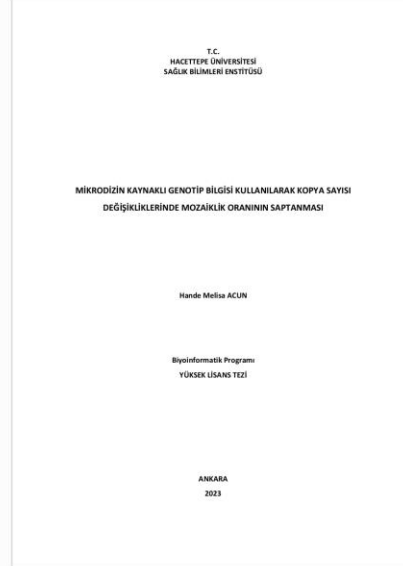 T.C.
HACETTEPE ÜNİVERSİTESİ
SAĞLIK BİLİMLERİ ENSTİTÜSÜ
MİKRODİZİN KAYNAKLI GENOTİP BİLGİSİ KULLANILARAK KOPYA SAYISI
DEĞİŞİKLİKLERİNDE MOZAİKLİK ORANININ SAPTANMASI
Hande Melisa ACUN
Biyoinformatik Programı
YÜKSEK LİSANS TEZİ
ANKARA
2023